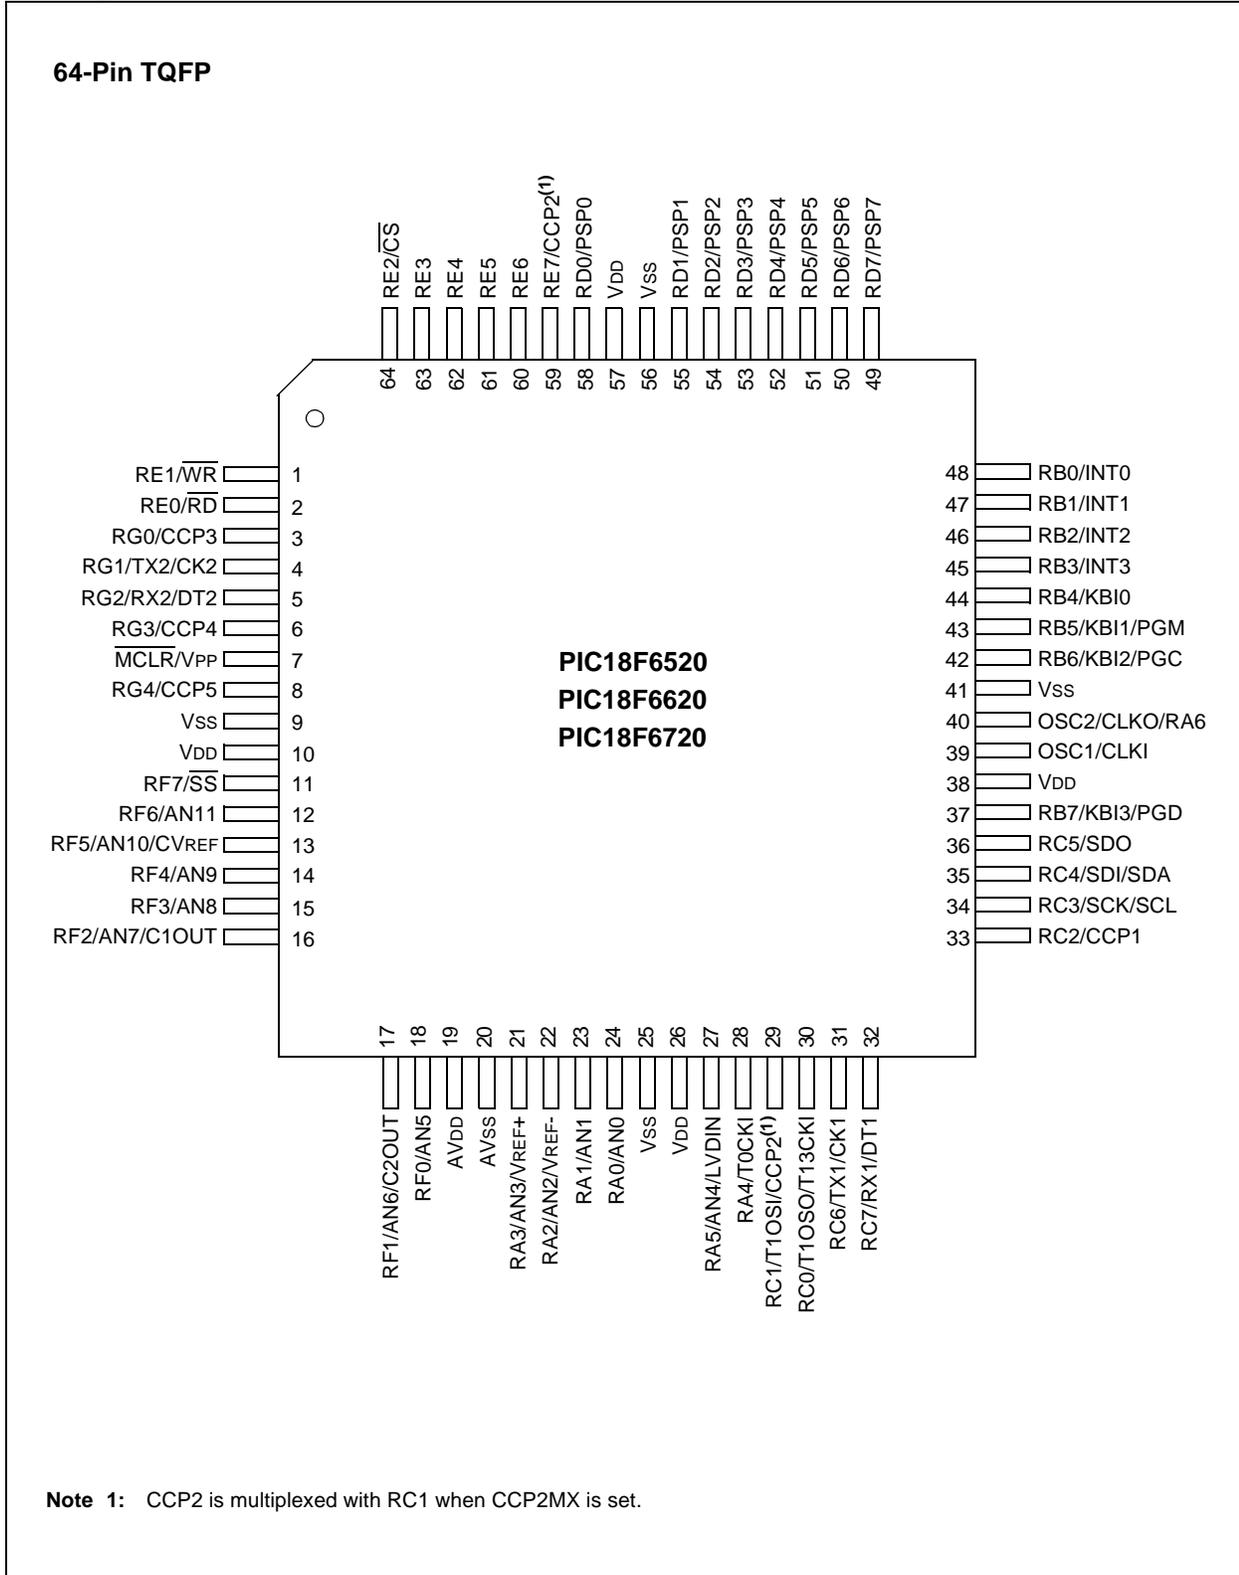 64-Pin TQFP
RE2/CS
RE3
RE4
RE5
RE6
RE7/CCP2(1)
RD0/PSP0
VDD
VSS
RD1/PSP1
RD2/PSP2
RD3/PSP3
RD4/PSP4
RD5/PSP5
RD6/PSP6
RD7/PSP7
64 63 62 61 60 59 58 57 56 55 54 53 52 51 50 49
RE1/WR 1
RE0/RD 2
RG0/CCP3 3
RG1/TX2/CK2 4
RG2/RX2/DT2 5
RG3/CCP4 6
MCLR/VPP 7
RG4/CCP5 8
VSS 9
VDD 10
RF7/SS 11
RF6/AN11 12
RF5/AN10/CVREF 13
RF4/AN9 14
RF3/AN8 15
RF2/AN7/C1OUT 16
PIC18F6520
PIC18F6620
PIC18F6720
48 RB0/INT0
47 RB1/INT1
46 RB2/INT2
45 RB3/INT3
44 RB4/KBI0
43 RB5/KBI1/PGM
42 RB6/KBI2/PGC
41 VSS
40 OSC2/CLKO/RA6
39 OSC1/CLKI
38 VDD
37 RB7/KBI3/PGD
36 RC5/SDO
35 RC4/SDI/SDA
34 RC3/SCK/SCL
33 RC2/CCP1
17 18 19 20 21 22 23 24 25 26 27 28 29 30 31 32
RF1/AN6/C2OUT
RF0/AN5
AVDD
AVSS
RA3/AN3/VREF+
RA2/AN2/VREF-
RA1/AN1
RA0/AN0
VSS
VDD
RA5/AN4/LVDIN
RA4/T0CKI
RC1/T1OSI/CCP2(1)
RC0/T1OSO/T13CKI
RC6/TX1/CK1
RC7/RX1/DT1
Note 1: CCP2 is multiplexed with RC1 when CCP2MX is set.